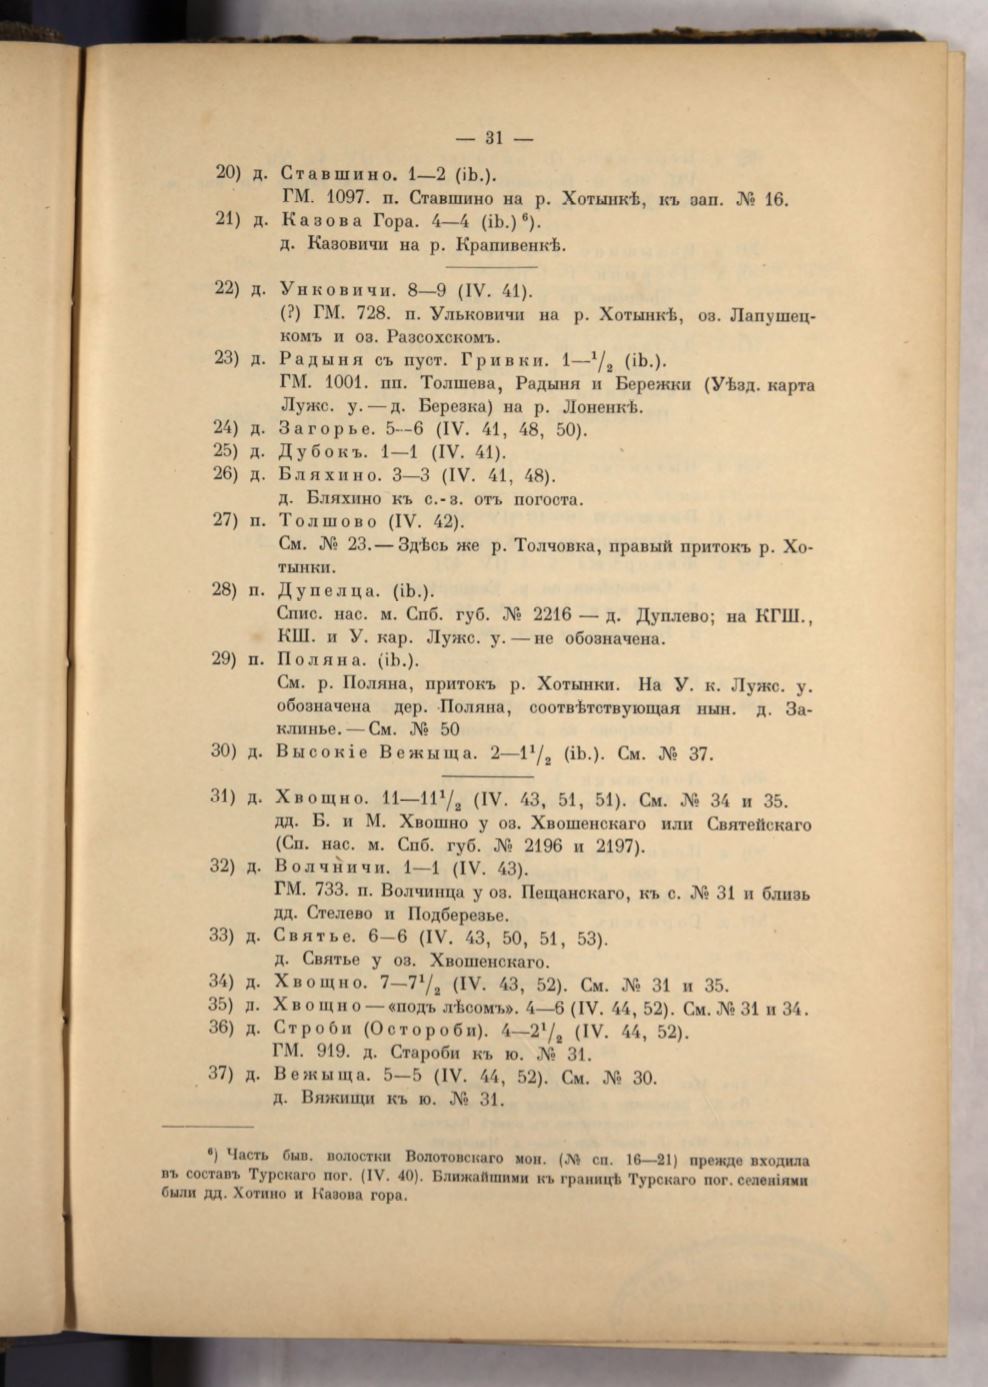 — 31 —
20) д. Ставшино. 1—2 (iЬ.).
ГМ. 1097. п. Ставшино на р. Хотынкѣ, къ зап. № 16.
21) д. Казова Гора. 4—4 (iЬ.)⁶).
д. Казовичи на р. Крапивенкѣ.
22) д. Унковичи. 8—9 (IV. 41).
(?) ГМ. 728. п. Ульковичи на р. Хотынкѣ, оз. Лапушец-
комъ и оз. Разсохскомъ.
23) д. Радыня съ пуст. Гривки. 1—¹/₂ (iЬ.).
ГМ. 1001. пп. Толшева, Радыня и Бережки (Уѣзд. карта
Лужс. у.—д. Березка) на р. Лоненкѣ.
24) д. Загорье. 5—6 (IV. 41, 48, 50).
25) д. Дубокъ. 1—1 (IV. 41).
26) д. Бляхино. 3—3 (IV. 41, 48).
д. Бляхино къ с.-з. отъ погоста.
27) п. Толшово (IV. 42).
См. № 23.—Здѣсь же р. Толчовка, правый притокъ р. Хо-
тынки.
28) п. Дупелца. (iЬ.).
Спис. нас. м. Спб. губ. № 2216 — д. Дуплево; на КГШ.,
КШ. и У. кар. Лужс. у.—не обозначена.
29) п. Поляна. (iЬ.).
См. р. Поляна, притокъ р. Хотынки. На У. к. Лужс. у.
обозначена дер. Поляна, соотвѣтствующая нын. д. За-
клинье.—См. № 50
30) д. Высокіе Вежыща. 2—1¹/₂ (iЬ.). См. № 37.
31) д. Хвощно. 11—11¹/₂ (IV. 43, 51, 51). См. № 34 и 35.
дд. Б. и М. Хвошно у оз. Хвошенскаго или Святейскаго
(Сп. нас. м. Спб. губ. № 2196 и 2197).
32) д. Волчничи. 1—1 (IV. 43).
ГМ. 733. п. Волчинца у оз. Пещанскаго, къ с. № 31 и близь
дд. Стелево и Подберезье.
33) д. Святье. 6—6 (IV. 43, 50, 51, 53).
д. Святье у оз. Хвошенскаго.
34) д. Хвощно. 7—7¹/₂ (IV. 43, 52). См. № 31 и 35.
35) д. Хвощно—«подъ лѣсомъ». 4—6 (IV. 44, 52). См. № 31 и 34.
36) д. Строби (Остороби). 4—2¹/₂ (IV. 44, 52).
ГМ. 919. д. Староби къ ю. № 31.
37) д. Вежыща. 5—5 (IV. 44, 52). См. № 30.
д. Вяжищи къ ю. № 31.
⁶) Часть быв. волостки Волотовскаго мон. (№ сп. 16—21) прежде входила
въ составъ Турскаго пог. (IV. 40). Ближайшими къ границѣ Турскаго пог. селеніями
были дд. Хотино и Казова гора.